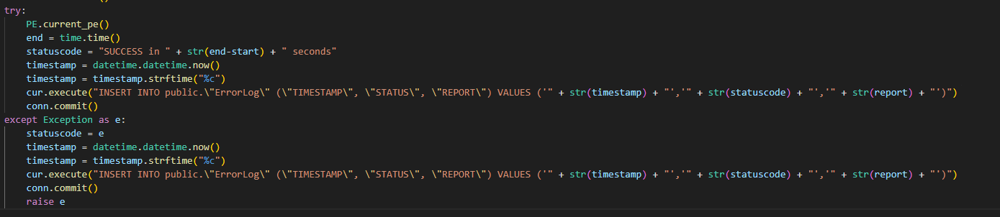 try:
    PE.current_pe()
    end = time.time()
    statuscode = "SUCCESS in " + str(end-start) + " seconds"
    timestamp = datetime.datetime.now()
    timestamp = timestamp.strftime("%c")
    cur.execute("INSERT INTO public.\"ErrorLog\" (\"TIMESTAMP\", \"STATUS\", \"REPORT\") VALUES ('" + str(timestamp) + "','" + str(statuscode) + "','" + str(report) + "')")
    conn.commit()
except Exception as e:
    statuscode = e
    timestamp = datetime.datetime.now()
    timestamp = timestamp.strftime("%c")
    cur.execute("INSERT INTO public.\"ErrorLog\" (\"TIMESTAMP\", \"STATUS\", \"REPORT\") VALUES ('" + str(timestamp) + "','" + str(statuscode) + "','" + str(report) + "')")
    conn.commit()
    raise e